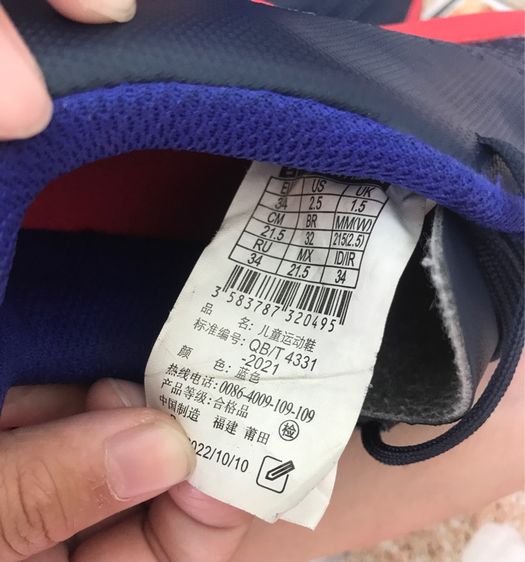 EU US UK
34 2.5 1.5
CM BR MM(W)
21.5 32 215(2.5)
RU MX ID/IR
34 21.5 34
3 583787 320495
品 名: 儿童运动鞋
标准编号: QB/T 4331
-2021
颜 色: 蓝色
热线电话: 0086-4009-109-109
产品等级: 合格品
中国制造 福建 莆田 检
2022/10/10